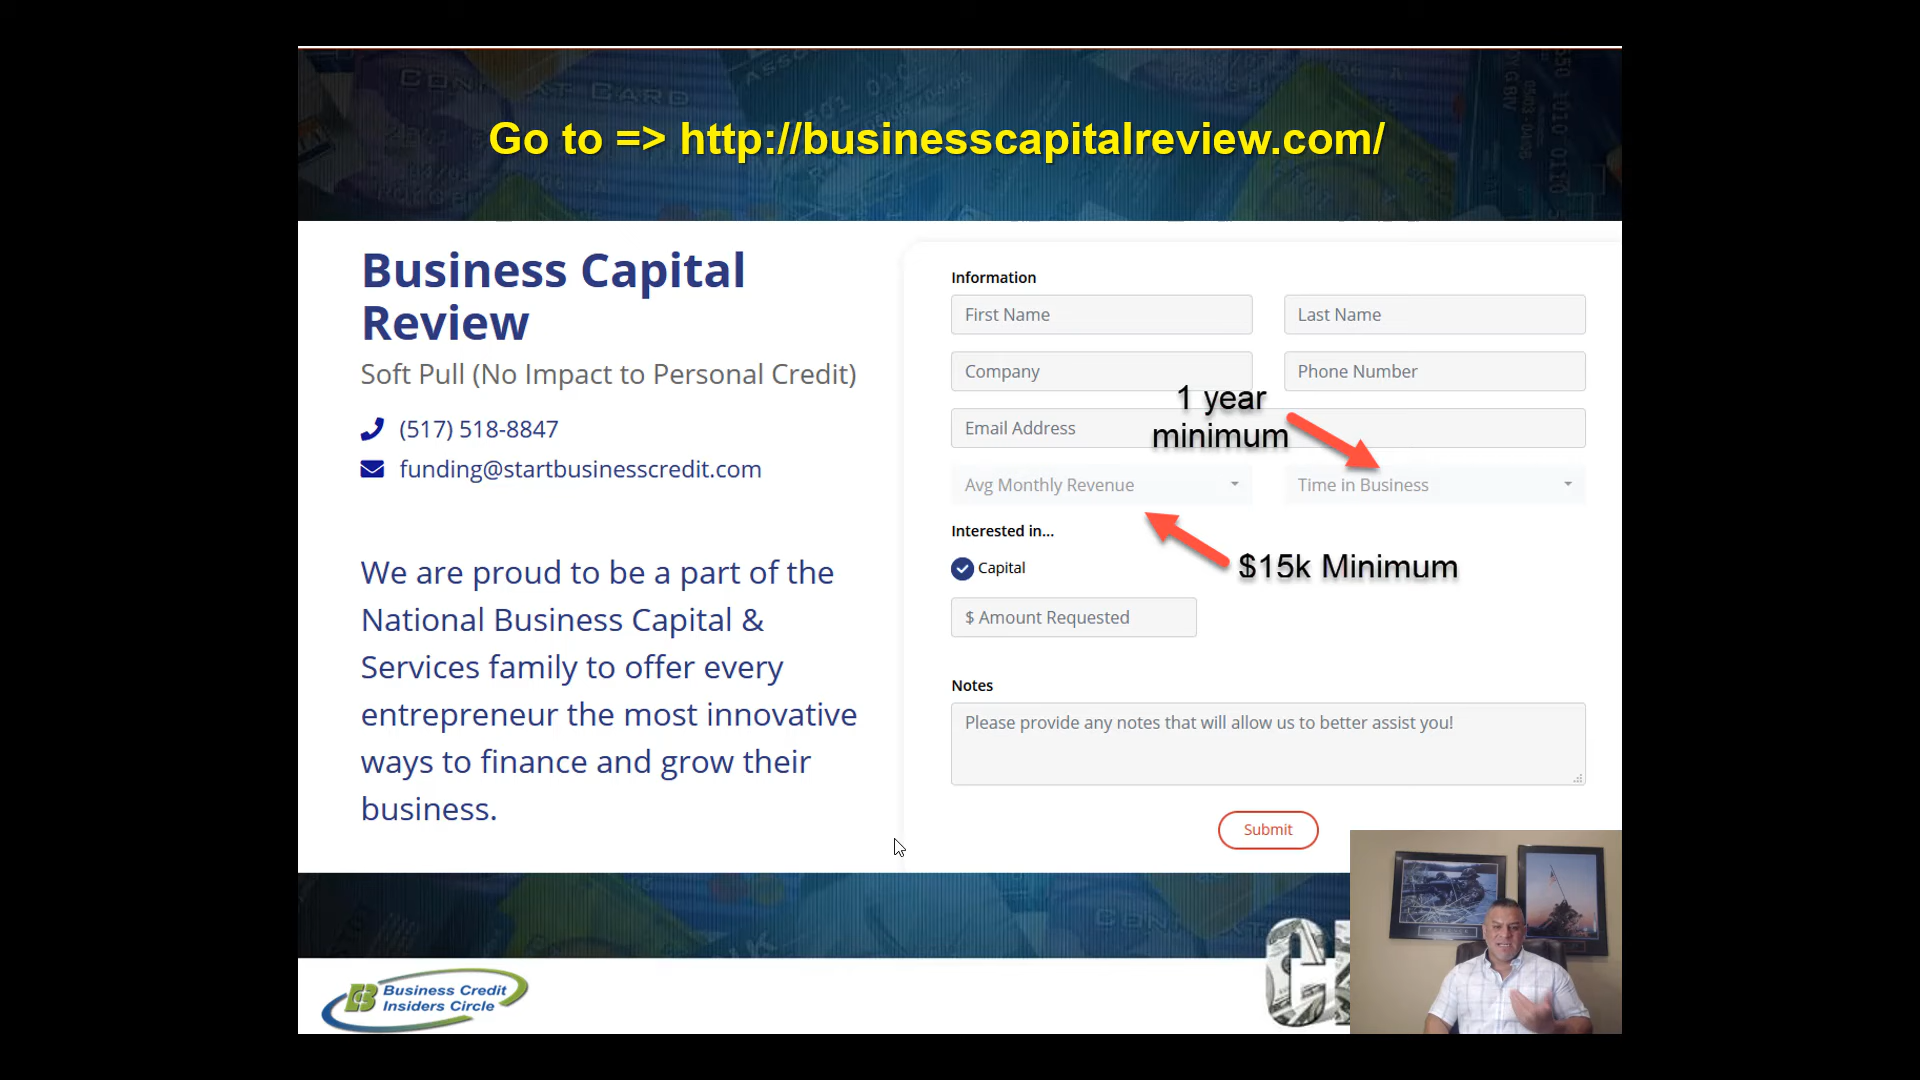 Go to => http://businesscapitalreview.com/
Business Capital
Review
Soft Pull (No Impact to Personal Credit)
(517) 518-8847
funding@startbusinesscredit.com
We are proud to be a part of the
National Business Capital &
Services family to offer every
entrepreneur the most innovative
ways to finance and grow their
business.
Information
First Name
Last Name
Company
Phone Number
1 year
minimum
Email Address
Avg Monthly Revenue
Time in Business
Interested in...
$15k Minimum
Capital
$ Amount Requested
Notes
Please provide any notes that will allow us to better assist you!
Submit
Business Credit
Insiders Circle